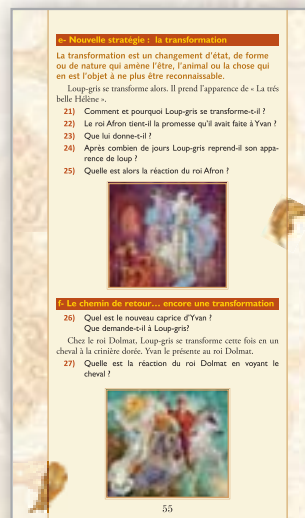 e- Nouvelle stratégie : la transformation
La transformation est un changement d'état, de forme
ou de nature qui amène l'être, l'animal ou la chose qui
en est l'objet à ne plus être reconnaissable.
Loup-gris se transforme alors. Il prend l'apparence de « La très
belle Hélène ».
21) Comment et pourquoi Loup-gris se transforme-t-il ?
22) Le roi Afron tient-il la promesse qu'il avait faite à Yvan ?
23) Que lui donne-t-il ?
24) Après combien de jours Loup-gris reprend-il son appa-
rence de loup ?
25) Quelle est alors la réaction du roi Afron ?
f- Le chemin de retour... encore une transformation
26) Quel est le nouveau caprice d'Yvan ?
Que demande-t-il à Loup-gris?
Chez le roi Dolmat, Loup-gris se transforme cette fois en un
cheval à la crinière dorée. Yvan le présente au roi Dolmat.
27) Quelle est la réaction du roi Dolmat en voyant le
cheval ?
55